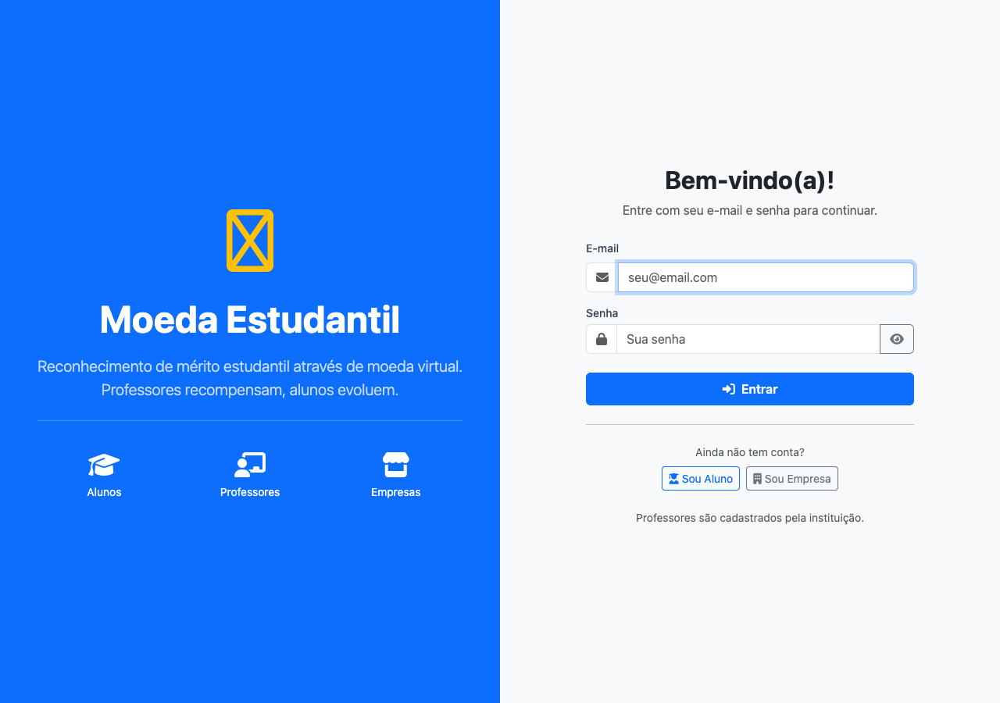 Moeda Estudantil
Reconhecimento de mérito estudantil através de moeda virtual.
Professores recompensam, alunos evoluem.
Alunos
Professores
Empresas
Bem-vindo(a)!
Entre com seu e-mail e senha para continuar.
E-mail
seu@email.com
Senha
Sua senha
Entrar
Ainda não tem conta?
Sou Aluno
Sou Empresa
Professores são cadastrados pela instituição.